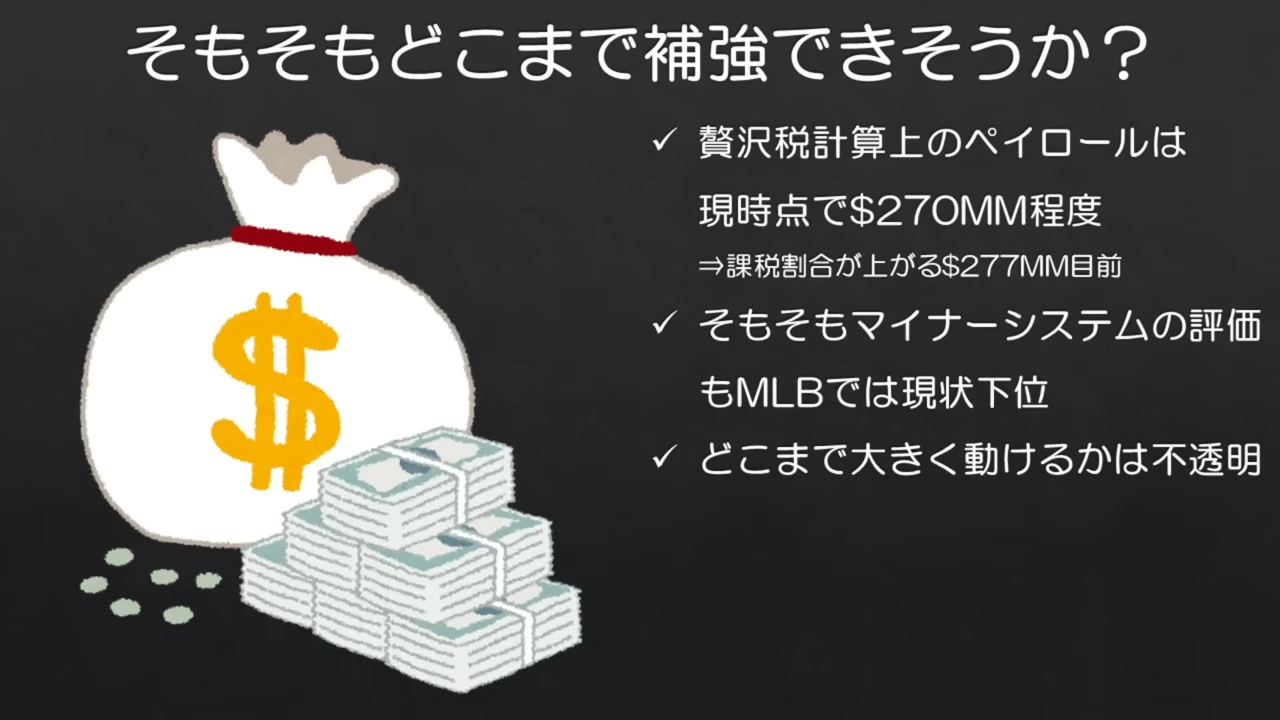 そもそもどこまで補強できそうか？
✓ 贅沢税計算上のペイロールは
現時点で$270MM程度
⇒課税割合が上がる$277MM目前
✓ そもそもマイナーシステムの評価
もMLBでは現状下位
✓ どこまで大きく動けるかは不透明
$